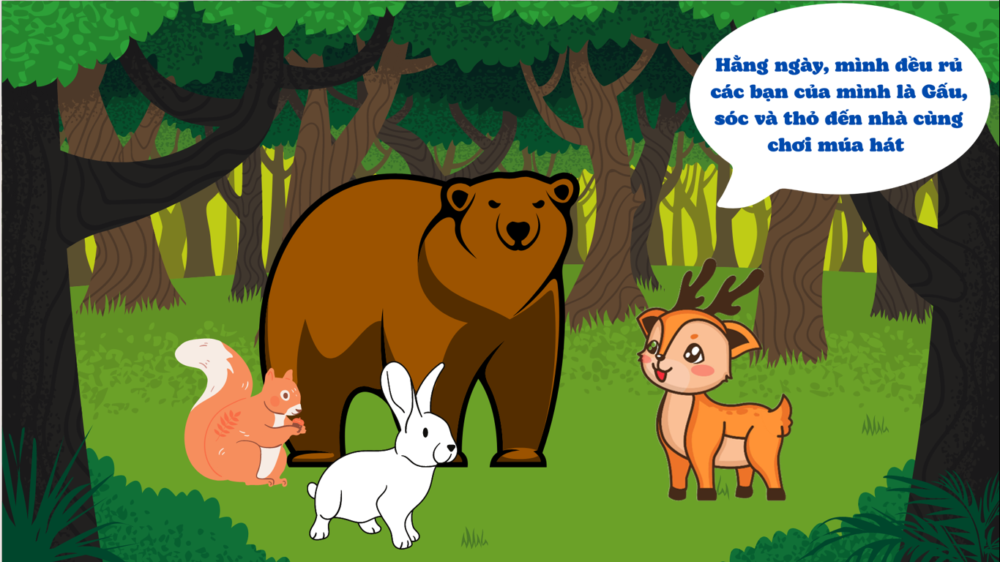 Hằng ngày, mình đều rủ
các bạn của mình là Gấu,
sóc và thỏ đến nhà cùng
chơi múa hát